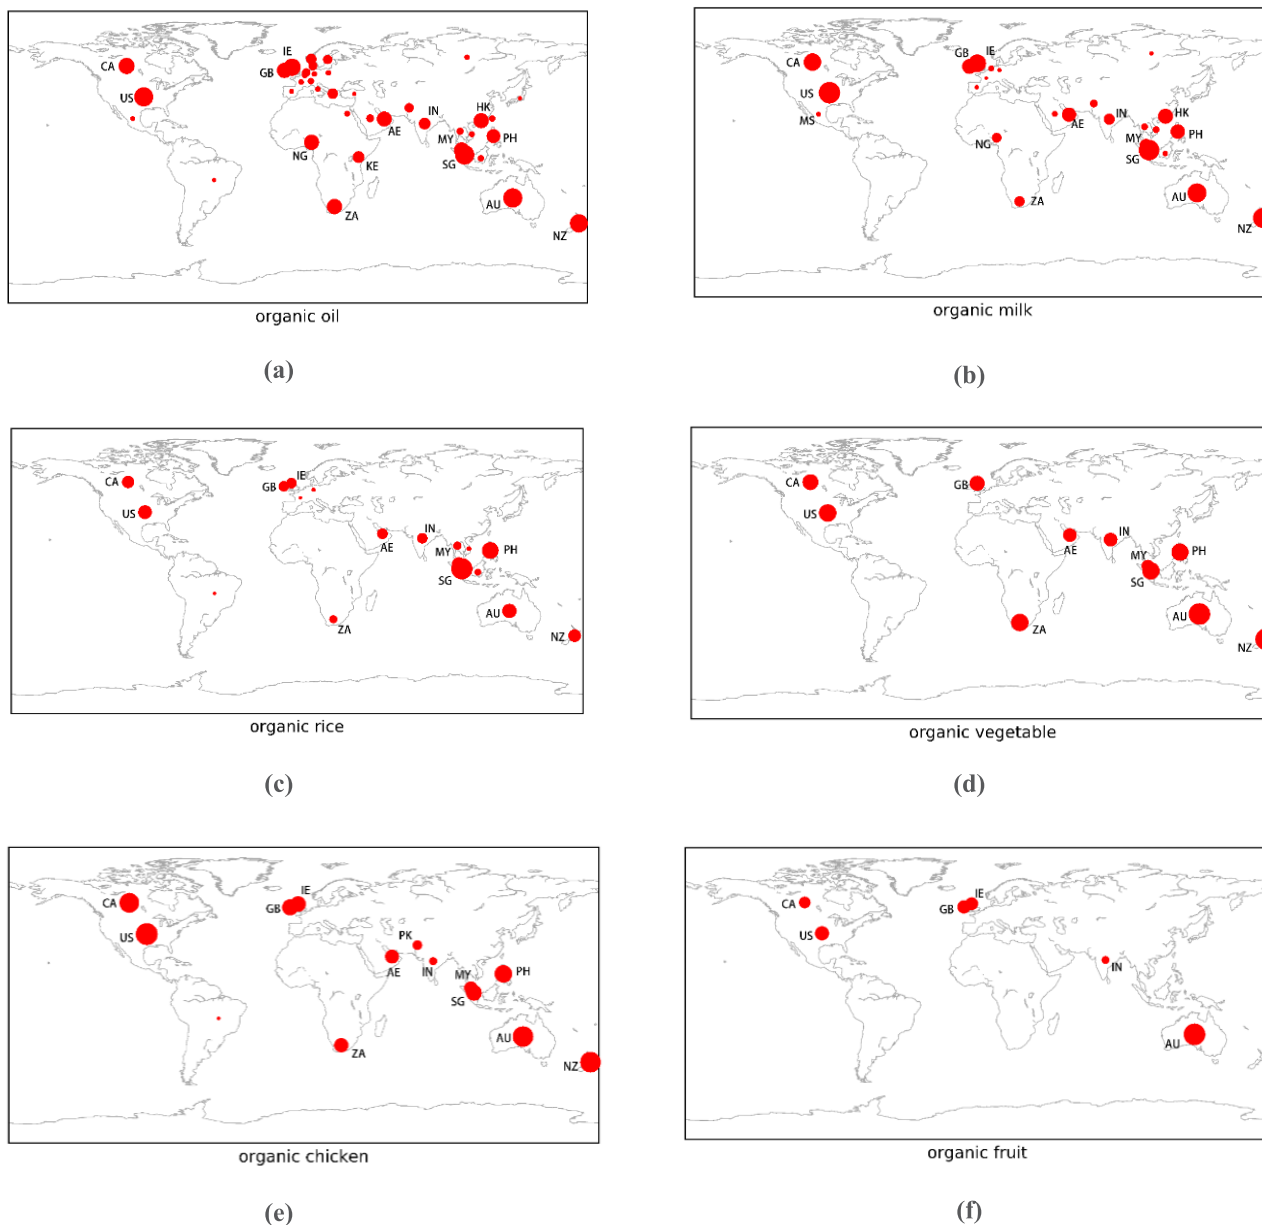 IE
GB
CA
US
IN
HK
AE
MY
PH
NG
KE
SG
ZA
AU
NZ
organic oil
(a)
GB
IE
CA
US
MS
HK
AE
IN
PH
NG
MY
SG
ZA
AU
NZ
organic milk
(b)
CA
IE
GB
US
IN
AE
MY
PH
SG
AU
ZA
NZ
organic rice
(c)
CA
GB
US
IN
AE
MY
PH
SG
AU
ZA
NZ
organic vegetable
(d)
IE
CA
GB
US
PK
AE
IN
MY
PH
SG
AU
ZA
NZ
organic chicken
(e)
IE
CA
GB
US
IN
AU
organic fruit
(f)